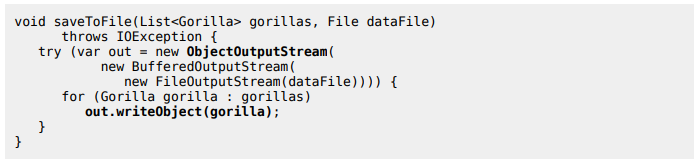 void saveToFile(List<Gorilla> gorillas, File dataFile)
      throws IOException {
   try (var out = new ObjectOutputStream(
           new BufferedOutputStream(
              new FileOutputStream(dataFile)))) {
      for (Gorilla gorilla : gorillas)
         out.writeObject(gorilla);
   }
}